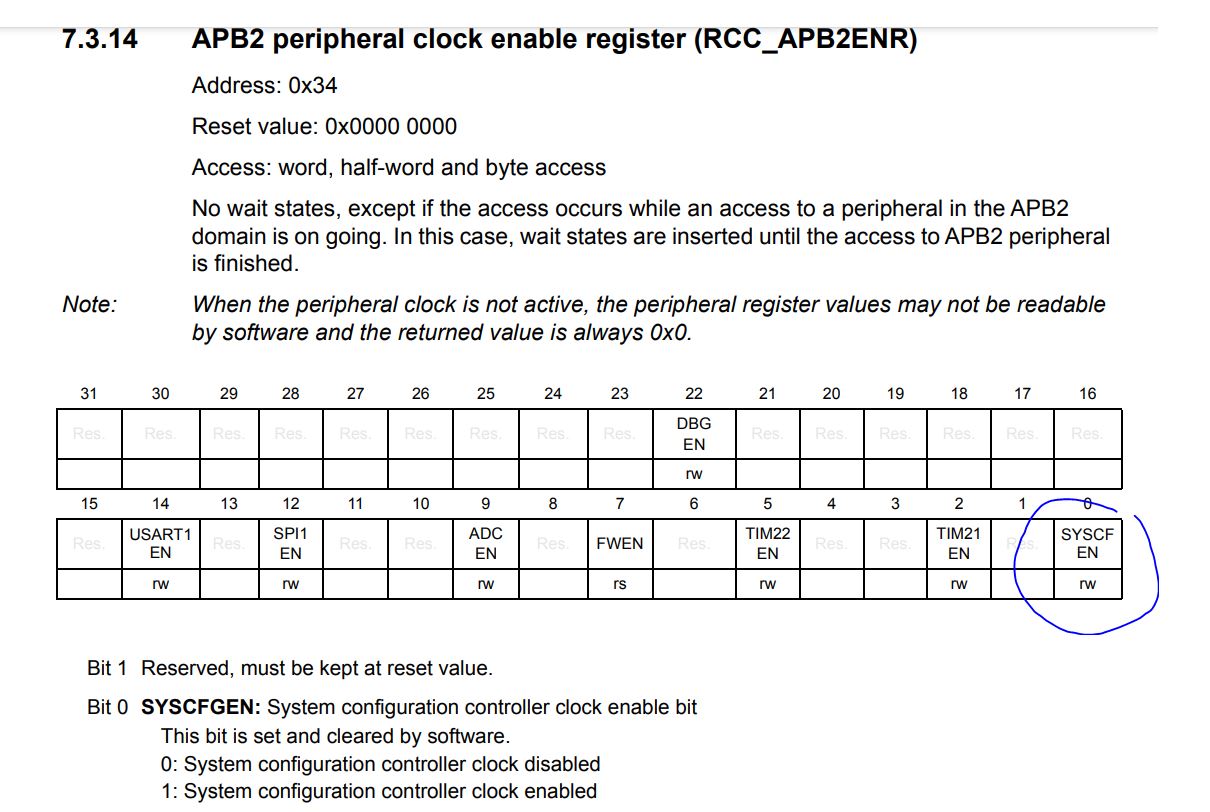 7.3.14 APB2 peripheral clock enable register (RCC_APB2ENR)
Address: 0x34
Reset value: 0x0000 0000
Access: word, half-word and byte access
No wait states, except if the access occurs while an access to a peripheral in the APB2
domain is on going. In this case, wait states are inserted until the access to APB2 peripheral
is finished.
Note: When the peripheral clock is not active, the peripheral register values may not be readable
by software and the returned value is always 0x0.
31 30 29 28 27 26 25 24 23 22 21 20 19 18 17 16
Res. Res. Res. Res. Res. Res. Res. Res. Res. DBG EN Res. Res. Res. Res. Res. Res.
rw
15 14 13 12 11 10 9 8 7 6 5 4 3 2 1 0
Res. USART1 EN Res. SPI1 EN Res. Res. ADC EN Res. FWEN Res. TIM22 EN Res. Res. TIM21 EN Res. SYSCF EN
rw rw rw rs rw rw rw
Bit 1 Reserved, must be kept at reset value.
Bit 0 SYSCFGEN: System configuration controller clock enable bit
This bit is set and cleared by software.
0: System configuration controller clock disabled
1: System configuration controller clock enabled